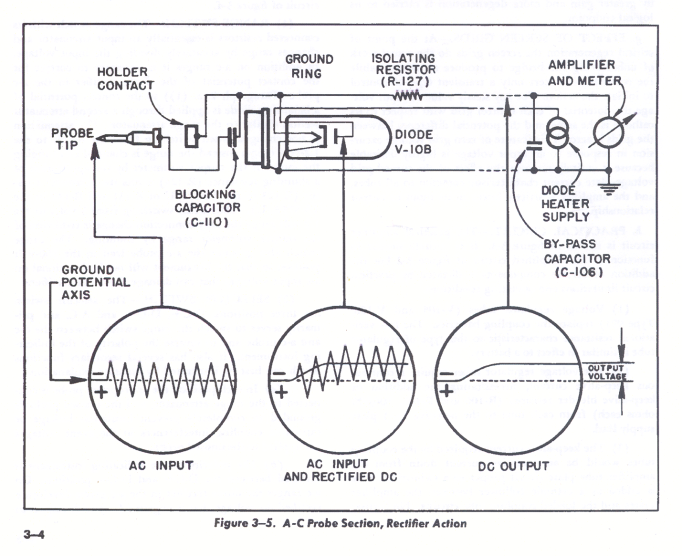 HOLDER
CONTACT
GROUND
RING
ISOLATING
RESISTOR
(R-127)
AMPLIFIER
AND METER
PROBE
TIP
DIODE
V-10B
BLOCKING
CAPACITOR
(C-110)
DIODE
HEATER
SUPPLY
BY-PASS
CAPACITOR
(C-106)
GROUND
POTENTIAL
AXIS
−
+
−
+
−
+
OUTPUT
VOLTAGE
AC INPUT
AC INPUT
AND RECTIFIED DC
DC OUTPUT
Figure 3–5. A-C Probe Section, Rectifier Action
3–4